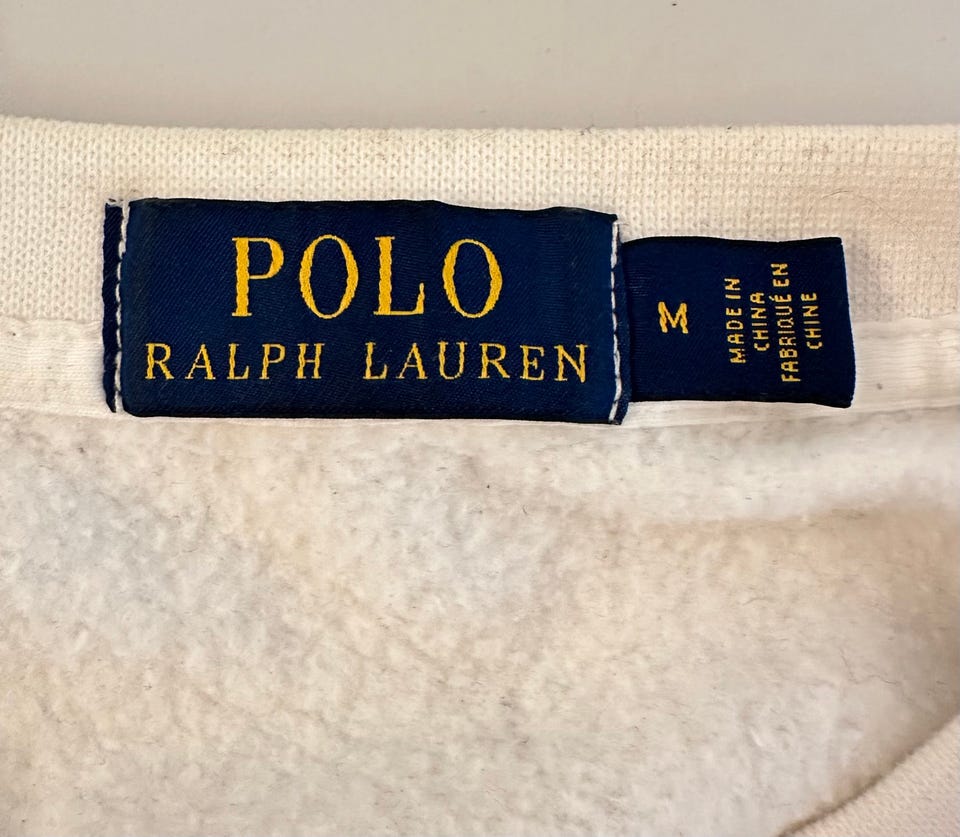 POLO
RALPH LAUREN
M
MADE IN
CHINA
FABRIQUÉ EN
CHINE